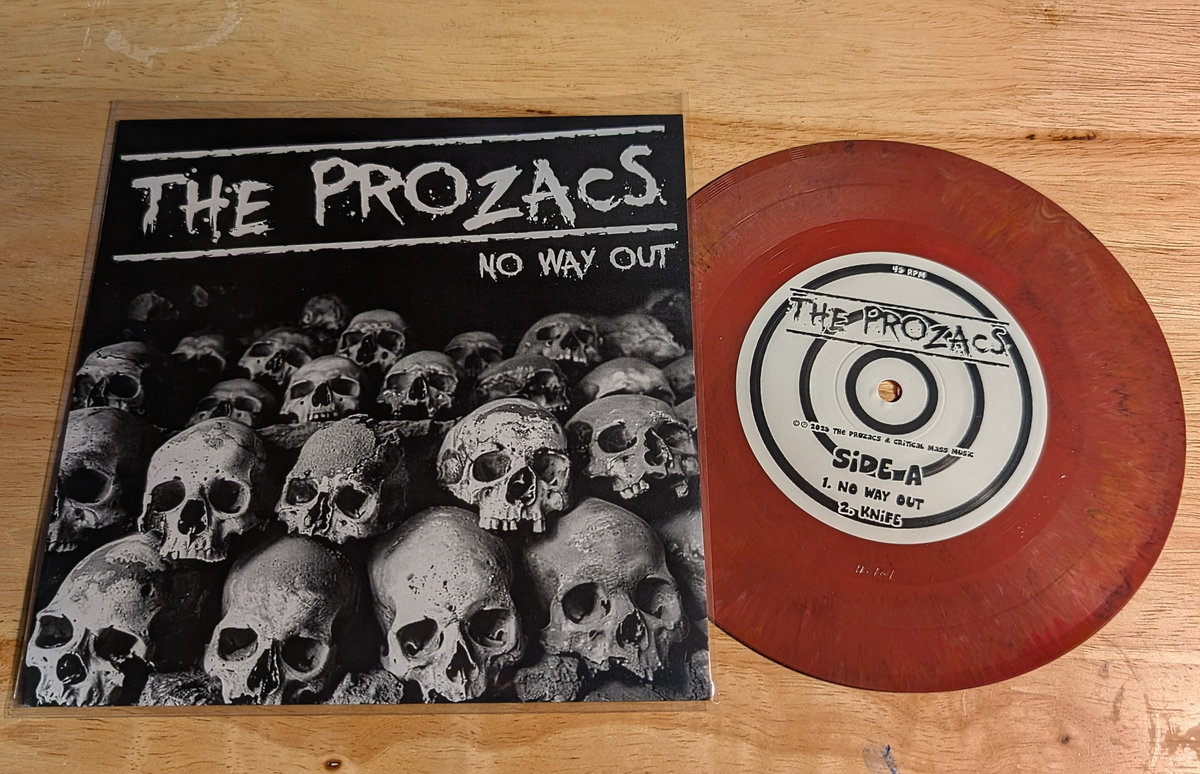 THE PROZACS
NO WAY OUT
45 RPM
THE PROZACS
©℗ 2025 THE PROZACS & CRITICAL MASS MUSIC
SiDE A
1. NO WAY OUT
2. KNiFE